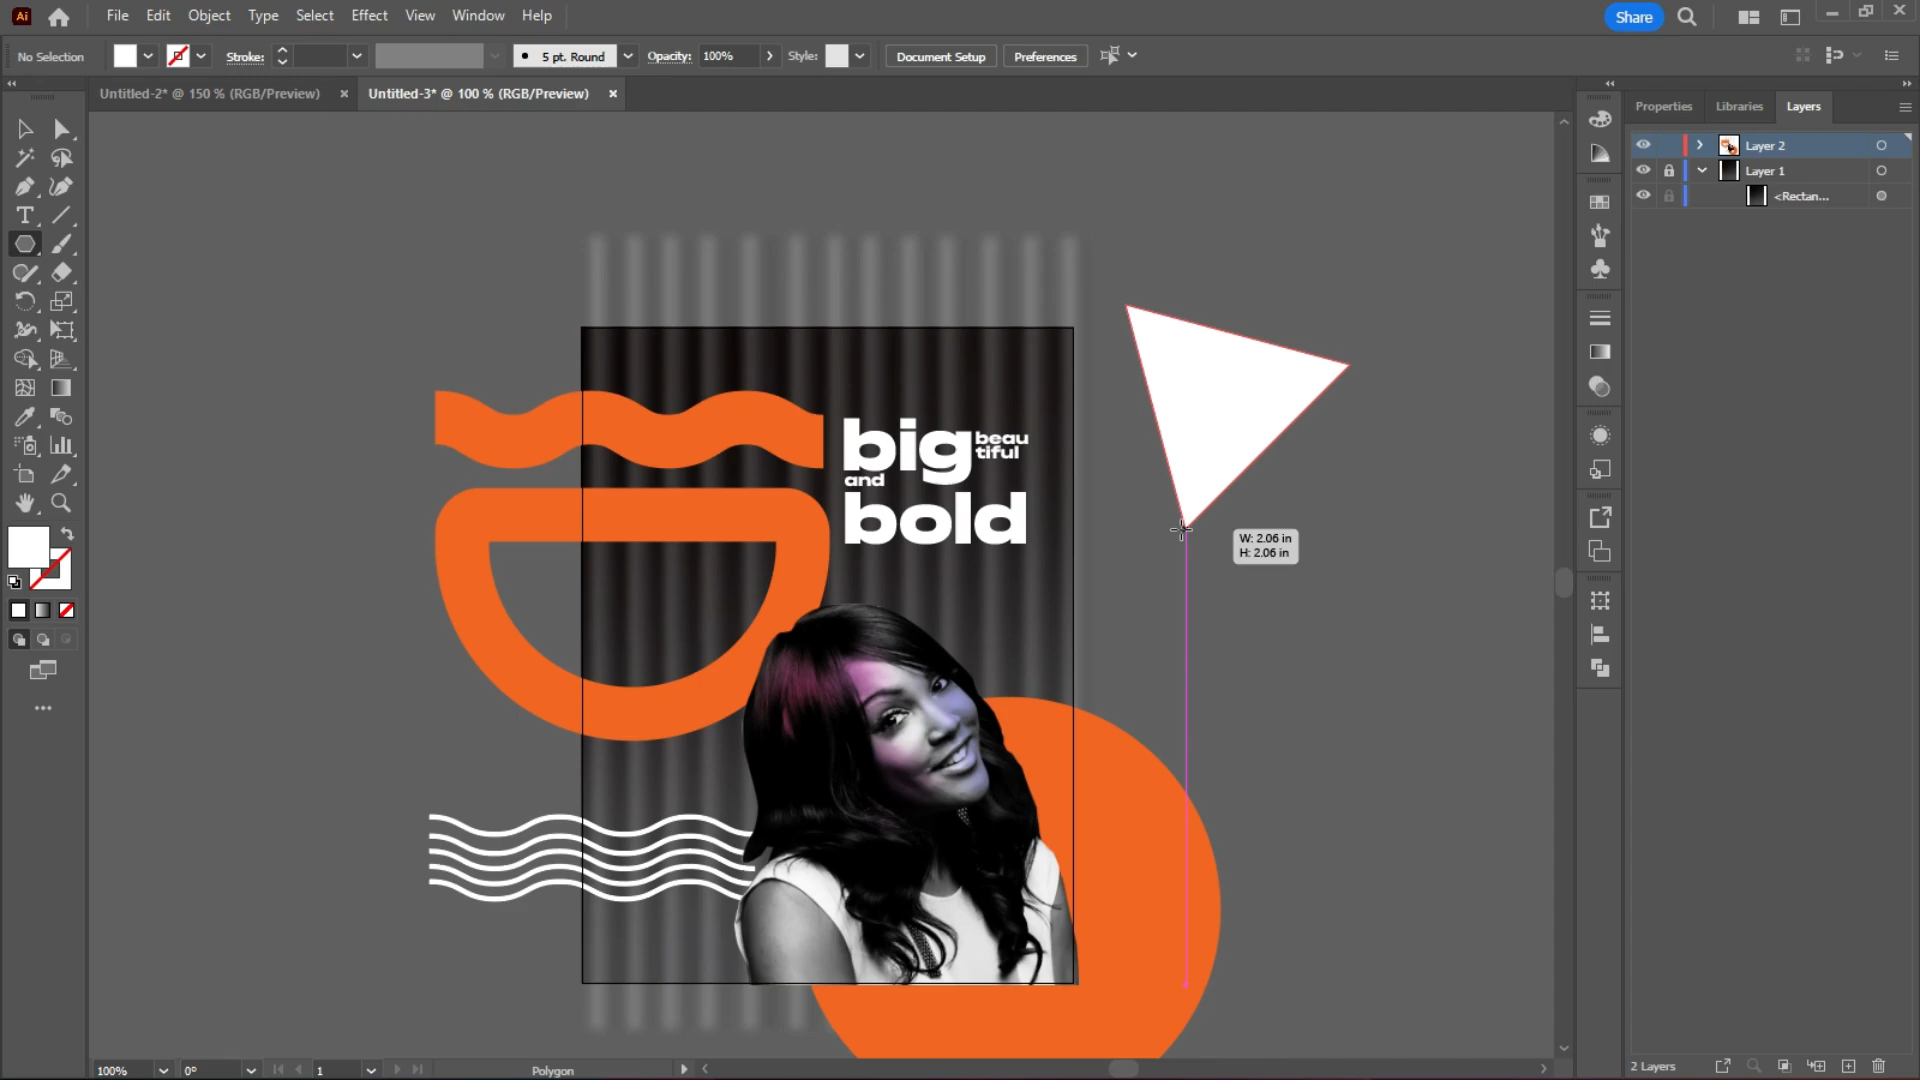 Ai
File Edit Object Type Select Effect View Window Help
Share
No Selection
Stroke:
5 pt. Round
Opacity:
100%
Style:
Document Setup
Preferences
Untitled-2* @ 150 % (RGB/Preview)
Untitled-3* @ 100 % (RGB/Preview)
Properties
Libraries
Layers
Layer 2
Layer 1
<Rectan...
big
beau
tiful
and
bold
W: 2.06 in
H: 2.06 in
100%
0°
1
Polygon
2 Layers